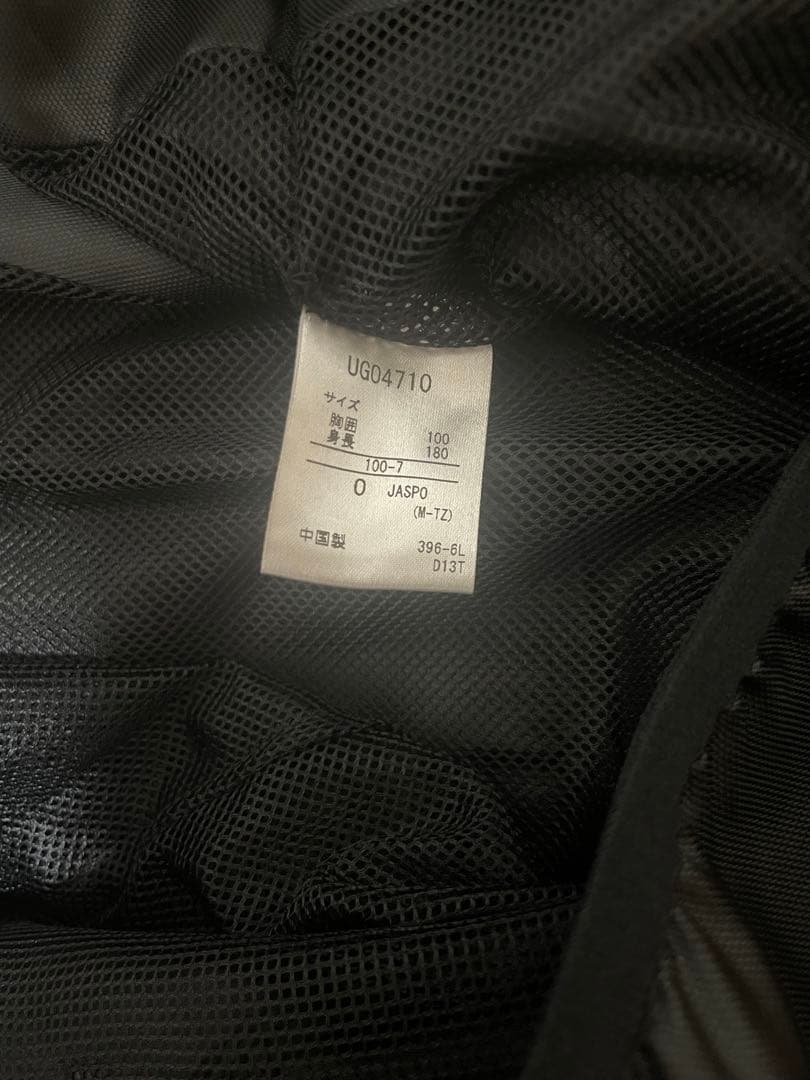 UG04710
サイズ
胸囲 100
身長 180
100-7
O JASPO
(M-TZ)
中国製 396-6L
D13T